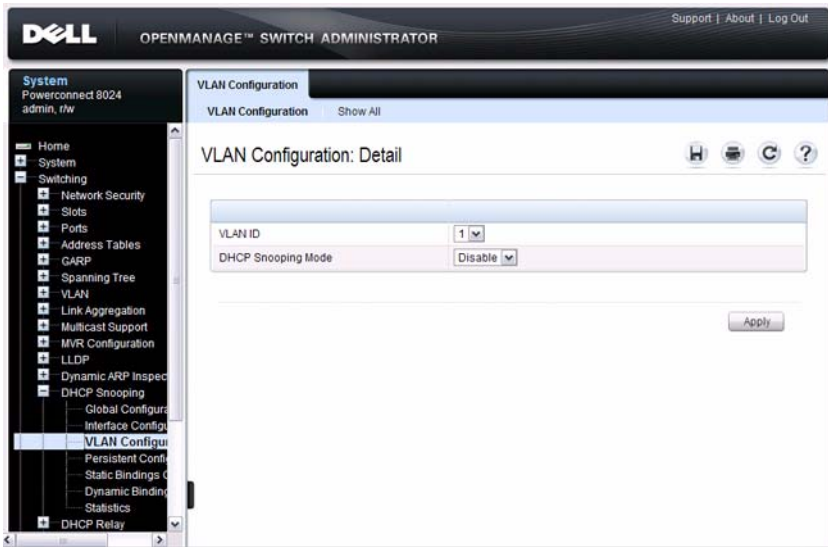 Support | About | Log Out
DELL
OPENMANAGE™ SWITCH ADMINISTRATOR
System
Powerconnect 8024
admin, r/w
VLAN Configuration
VLAN Configuration
Show All
Home
System
Switching
Network Security
Slots
Ports
Address Tables
GARP
Spanning Tree
VLAN
Link Aggregation
Multicast Support
MVR Configuration
LLDP
Dynamic ARP Inspec
DHCP Snooping
Global Configura
Interface Configu
VLAN Configu
Persistent Confi
Static Bindings C
Dynamic Binding
Statistics
DHCP Relay
VLAN Configuration: Detail
VLAN ID
1
DHCP Snooping Mode
Disable
Apply